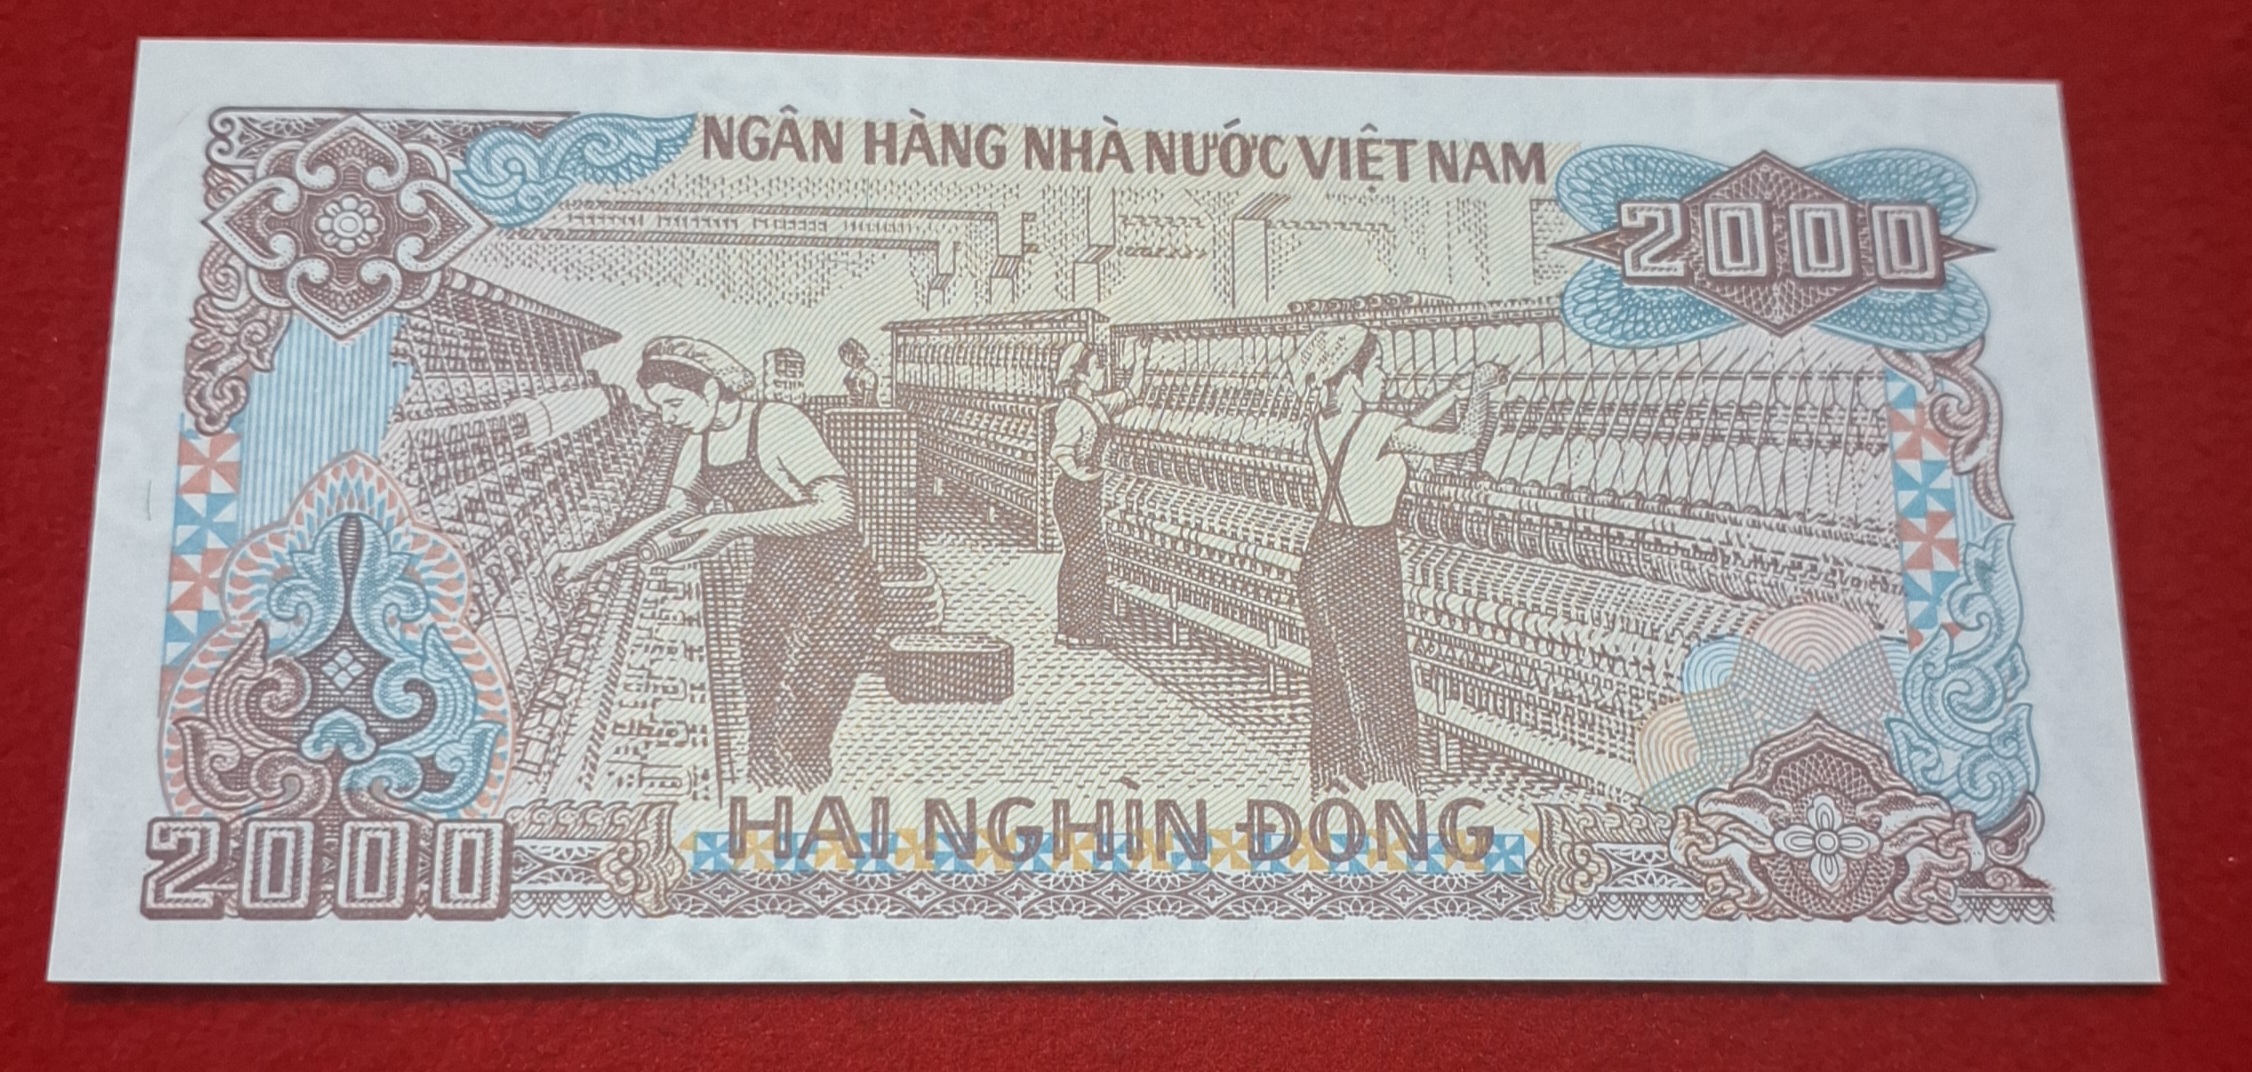 NGÂN HÀNG NHÀ NƯỚC VIỆT NAM
2000
HAI NGHÌN ĐỒNG
2000